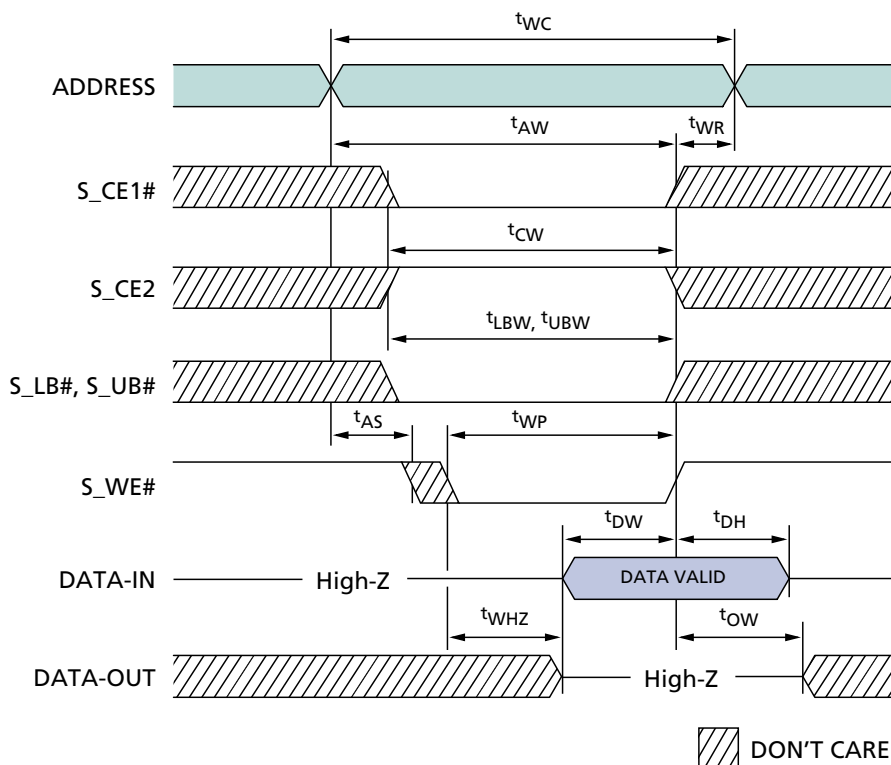 tWC
ADDRESS
tAW
tWR
S_CE1#
tCW
S_CE2
tLBW, tUBW
S_LB#, S_UB#
tAS
tWP
S_WE#
tDW
tDH
DATA-IN
High-Z
DATA VALID
tWHZ
tOW
DATA-OUT
High-Z
DON'T CARE